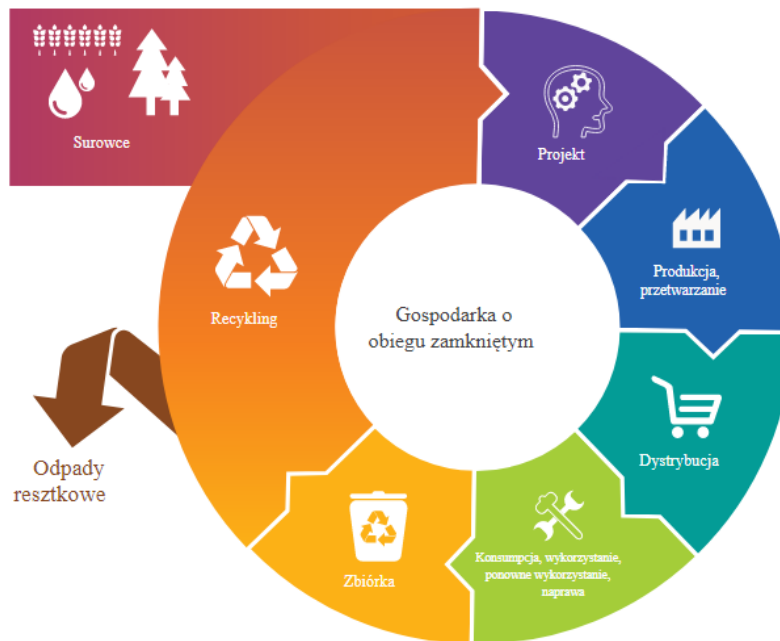 Surowce
Projekt
Produkcja,
przetwarzanie
Dystrybucja
Konsumpcja, wykorzystanie,
ponowne wykorzystanie,
naprawa
Zbiórka
Recykling
Odpady
resztkowe
Gospodarka o
obiegu zamkniętym